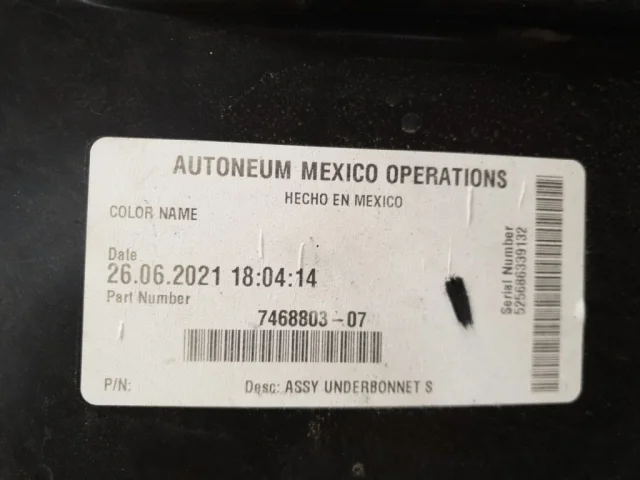 AUTONEUM MEXICO OPERATIONS
HECHO EN MEXICO
COLOR NAME
Date
26.06.2021 18:04:14
Part Number
7468803-07
P/N:
Desc: ASSY UNDERBONNET S
Serial Number
525686339132